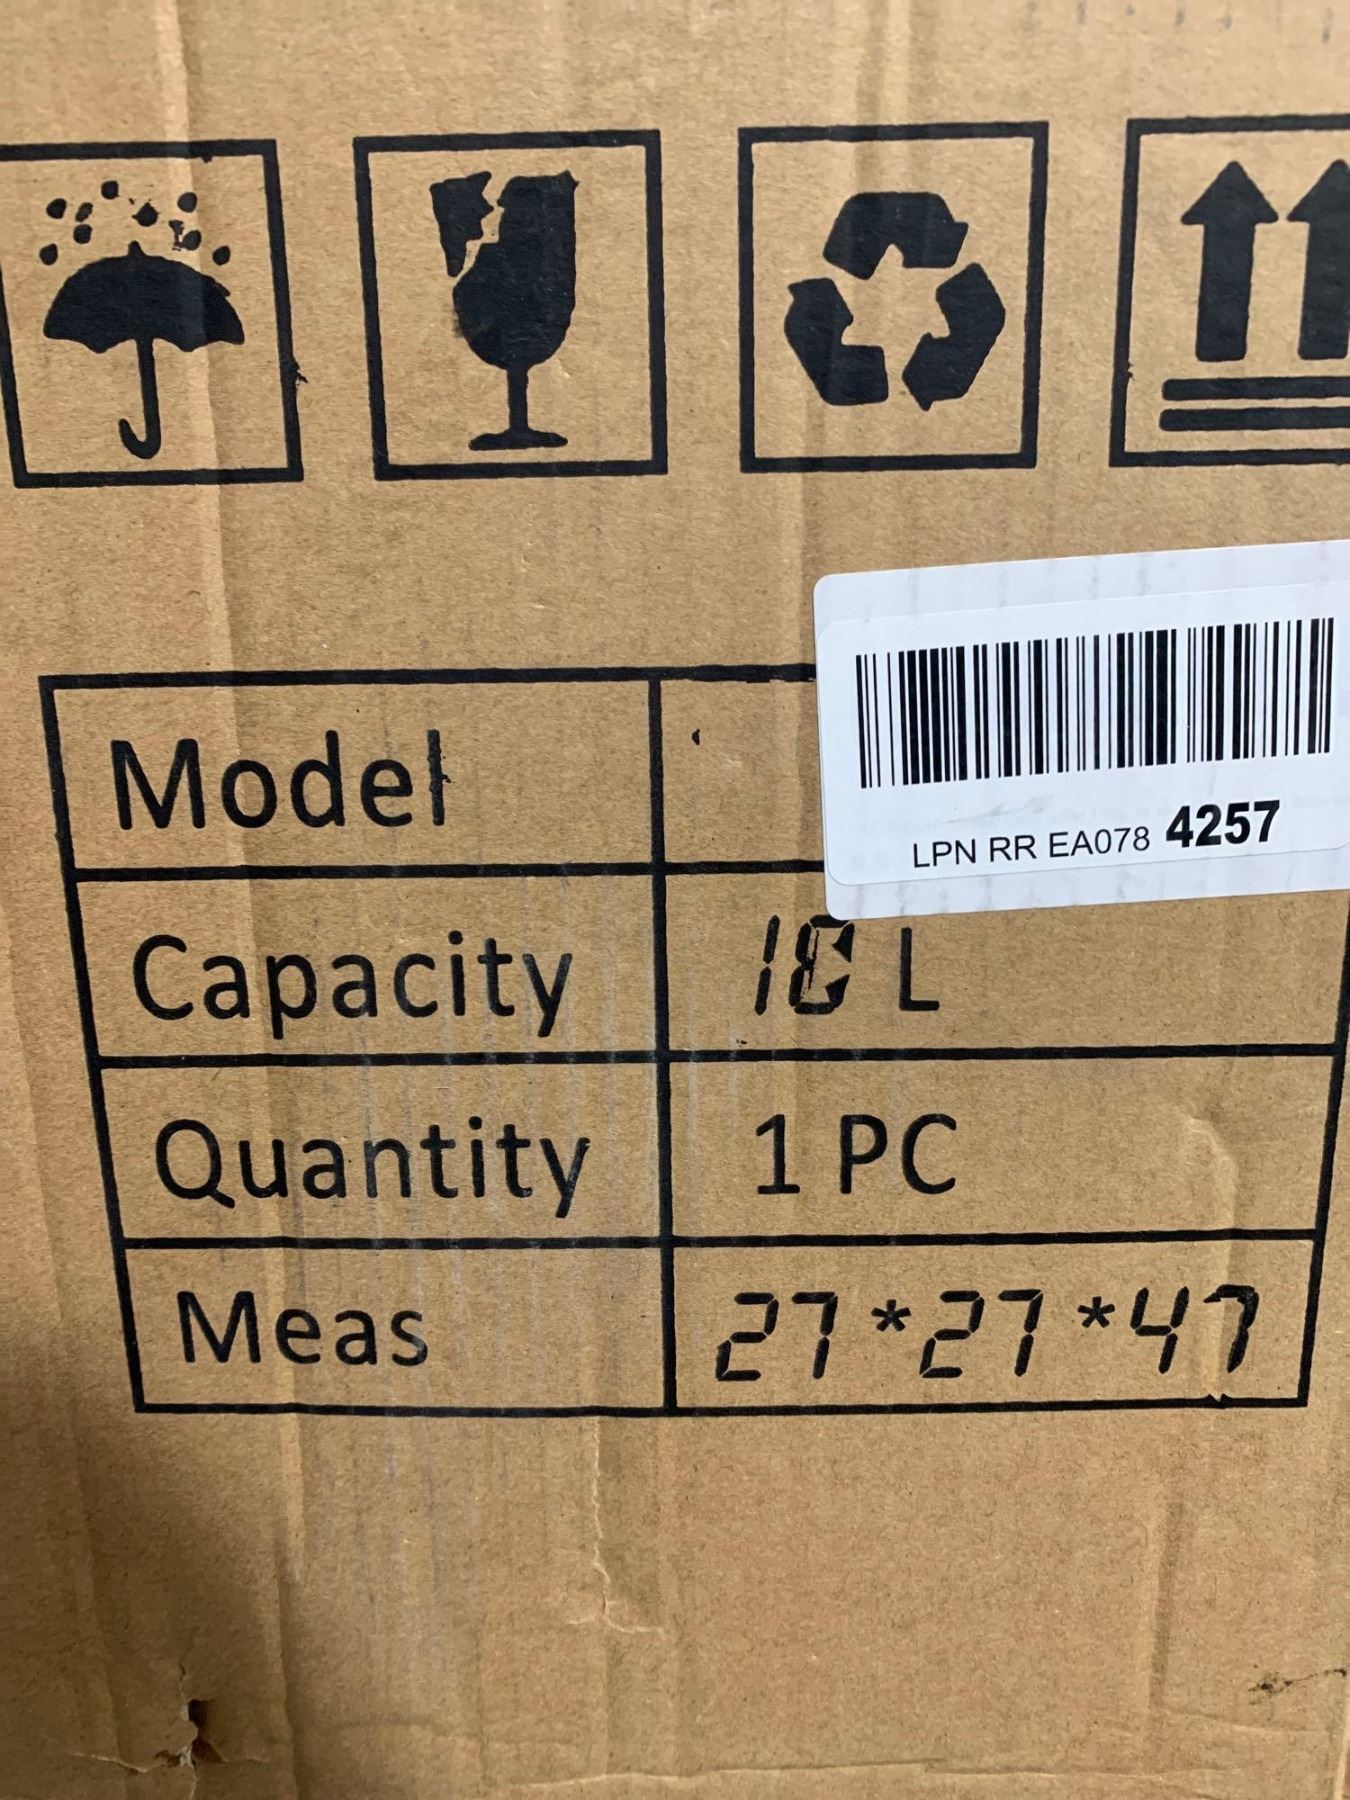 LPN RR EA078 4257
Model
Capacity L
Quantity 1 PC
Meas 27*27*47